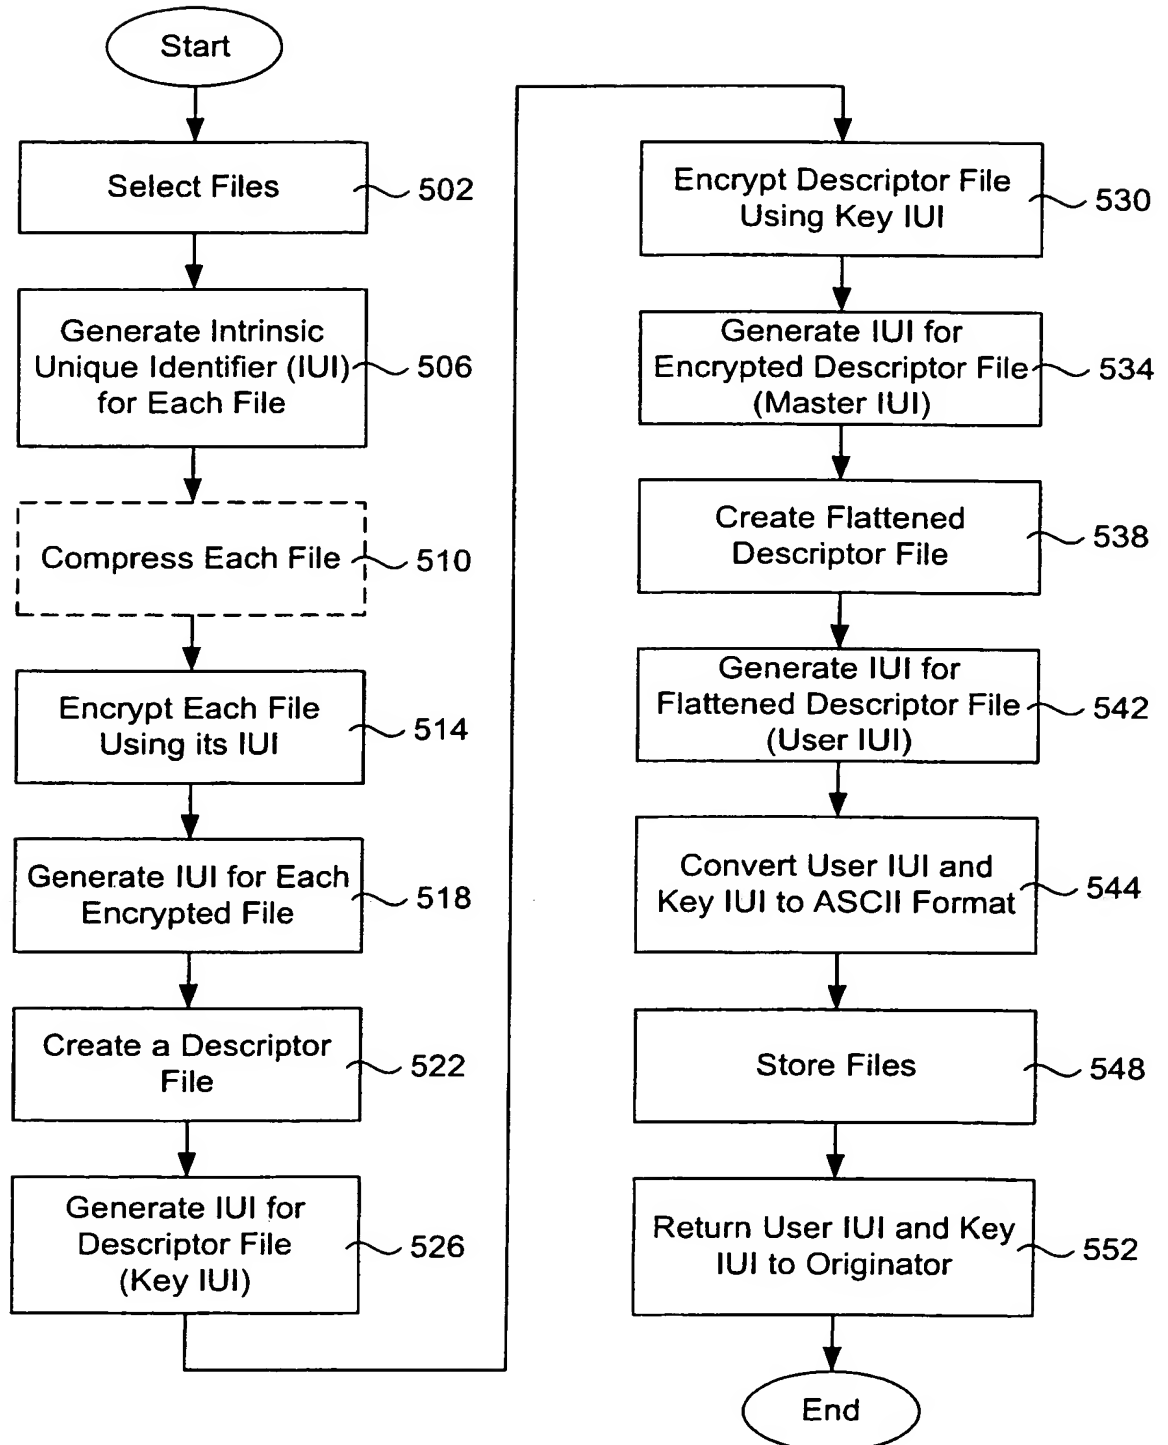 Start
Select Files
502
Generate Intrinsic
Unique Identifier (IUI)
for Each File
506
Compress Each File
510
Encrypt Each File
Using its IUI
514
Generate IUI for Each
Encrypted File
518
Create a Descriptor
File
522
Generate IUI for
Descriptor File
(Key IUI)
526
Encrypt Descriptor File
Using Key IUI
530
Generate IUI for
Encrypted Descriptor File
(Master IUI)
534
Create Flattened
Descriptor File
538
Generate IUI for
Flattened Descriptor File
(User IUI)
542
Convert User IUI and
Key IUI to ASCII Format
544
Store Files
548
Return User IUI and Key
IUI to Originator
552
End